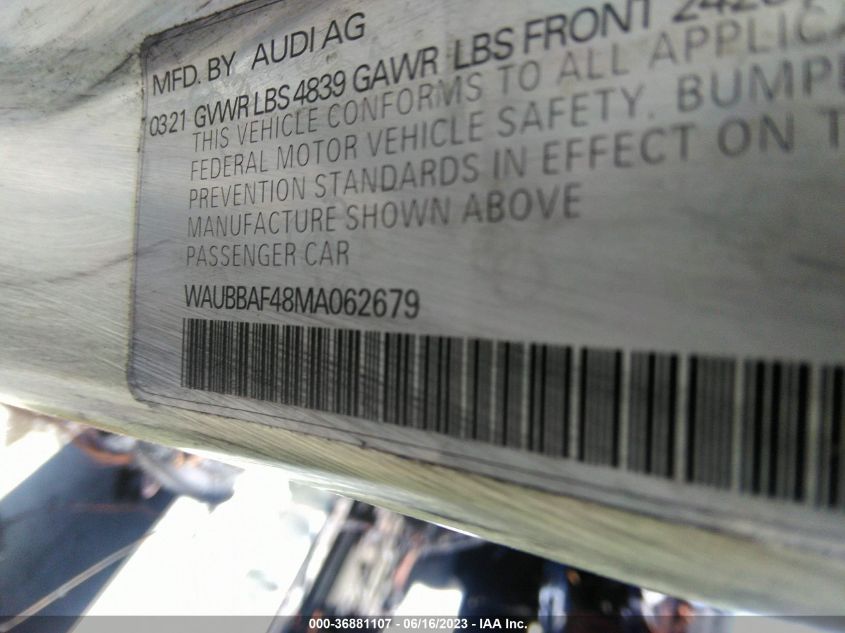 MFD. BY AUDI AG
0321 GVWR LBS 4839 GAWR LBS FRONT
THIS VEHICLE CONFORMS TO ALL
FEDERAL MOTOR VEHICLE SAFETY, 
PREVENTION STANDARDS IN EFFECT ON
MANUFACTURE SHOWN ABOVE
PASSENGER CAR
WAUBBAF48MA062679
000-36881107 - 06/16/2023 - IAA Inc.